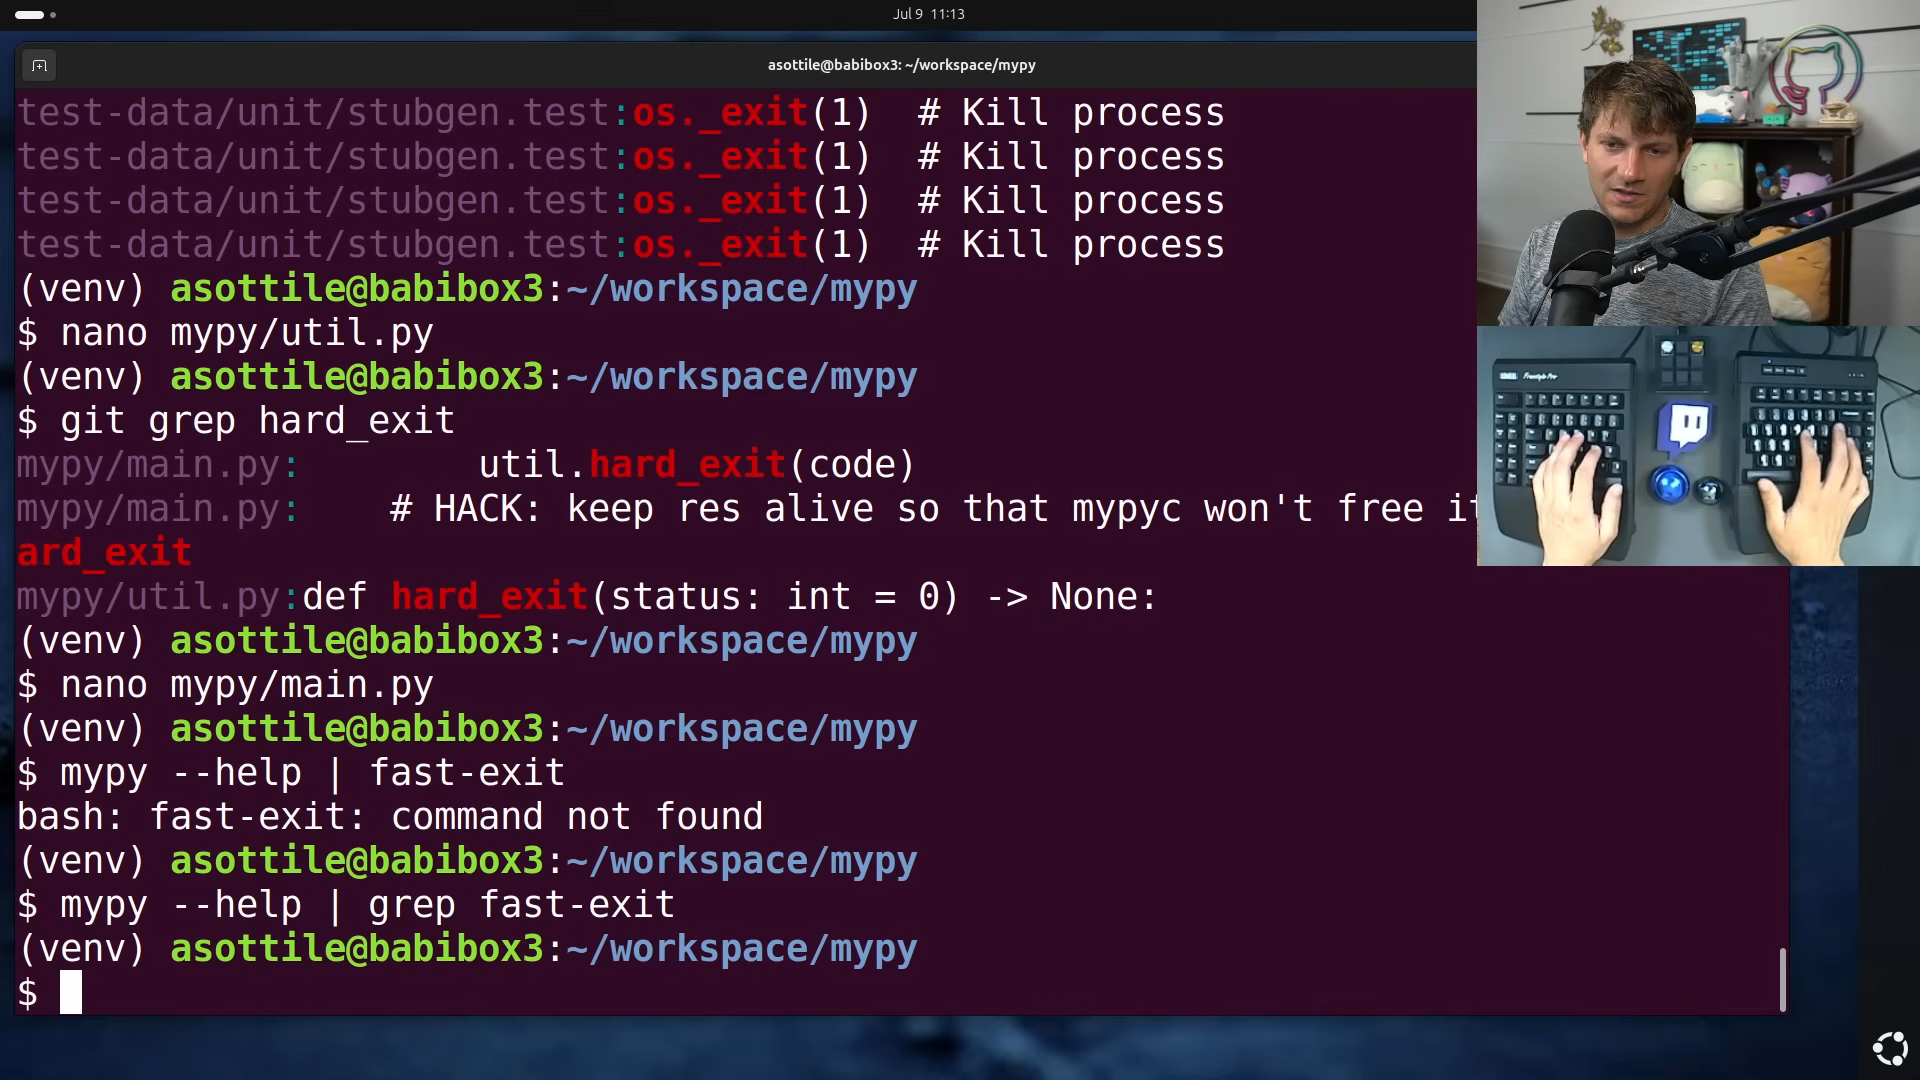 Jul 9 11:13
asottile@babibox3: ~/workspace/mypy
test-data/unit/stubgen.test:os._exit(1)  # Kill process
test-data/unit/stubgen.test:os._exit(1)  # Kill process
test-data/unit/stubgen.test:os._exit(1)  # Kill process
test-data/unit/stubgen.test:os._exit(1)  # Kill process
(venv) asottile@babibox3:~/workspace/mypy
$ nano mypy/util.py
(venv) asottile@babibox3:~/workspace/mypy
$ git grep hard_exit
mypy/main.py:        util.hard_exit(code)
mypy/main.py:    # HACK: keep res alive so that mypyc won't free it
ard_exit
mypy/util.py:def hard_exit(status: int = 0) -> None:
(venv) asottile@babibox3:~/workspace/mypy
$ nano mypy/main.py
(venv) asottile@babibox3:~/workspace/mypy
$ mypy --help | fast-exit
bash: fast-exit: command not found
(venv) asottile@babibox3:~/workspace/mypy
$ mypy --help | grep fast-exit
(venv) asottile@babibox3:~/workspace/mypy
$
Freestyle Pro